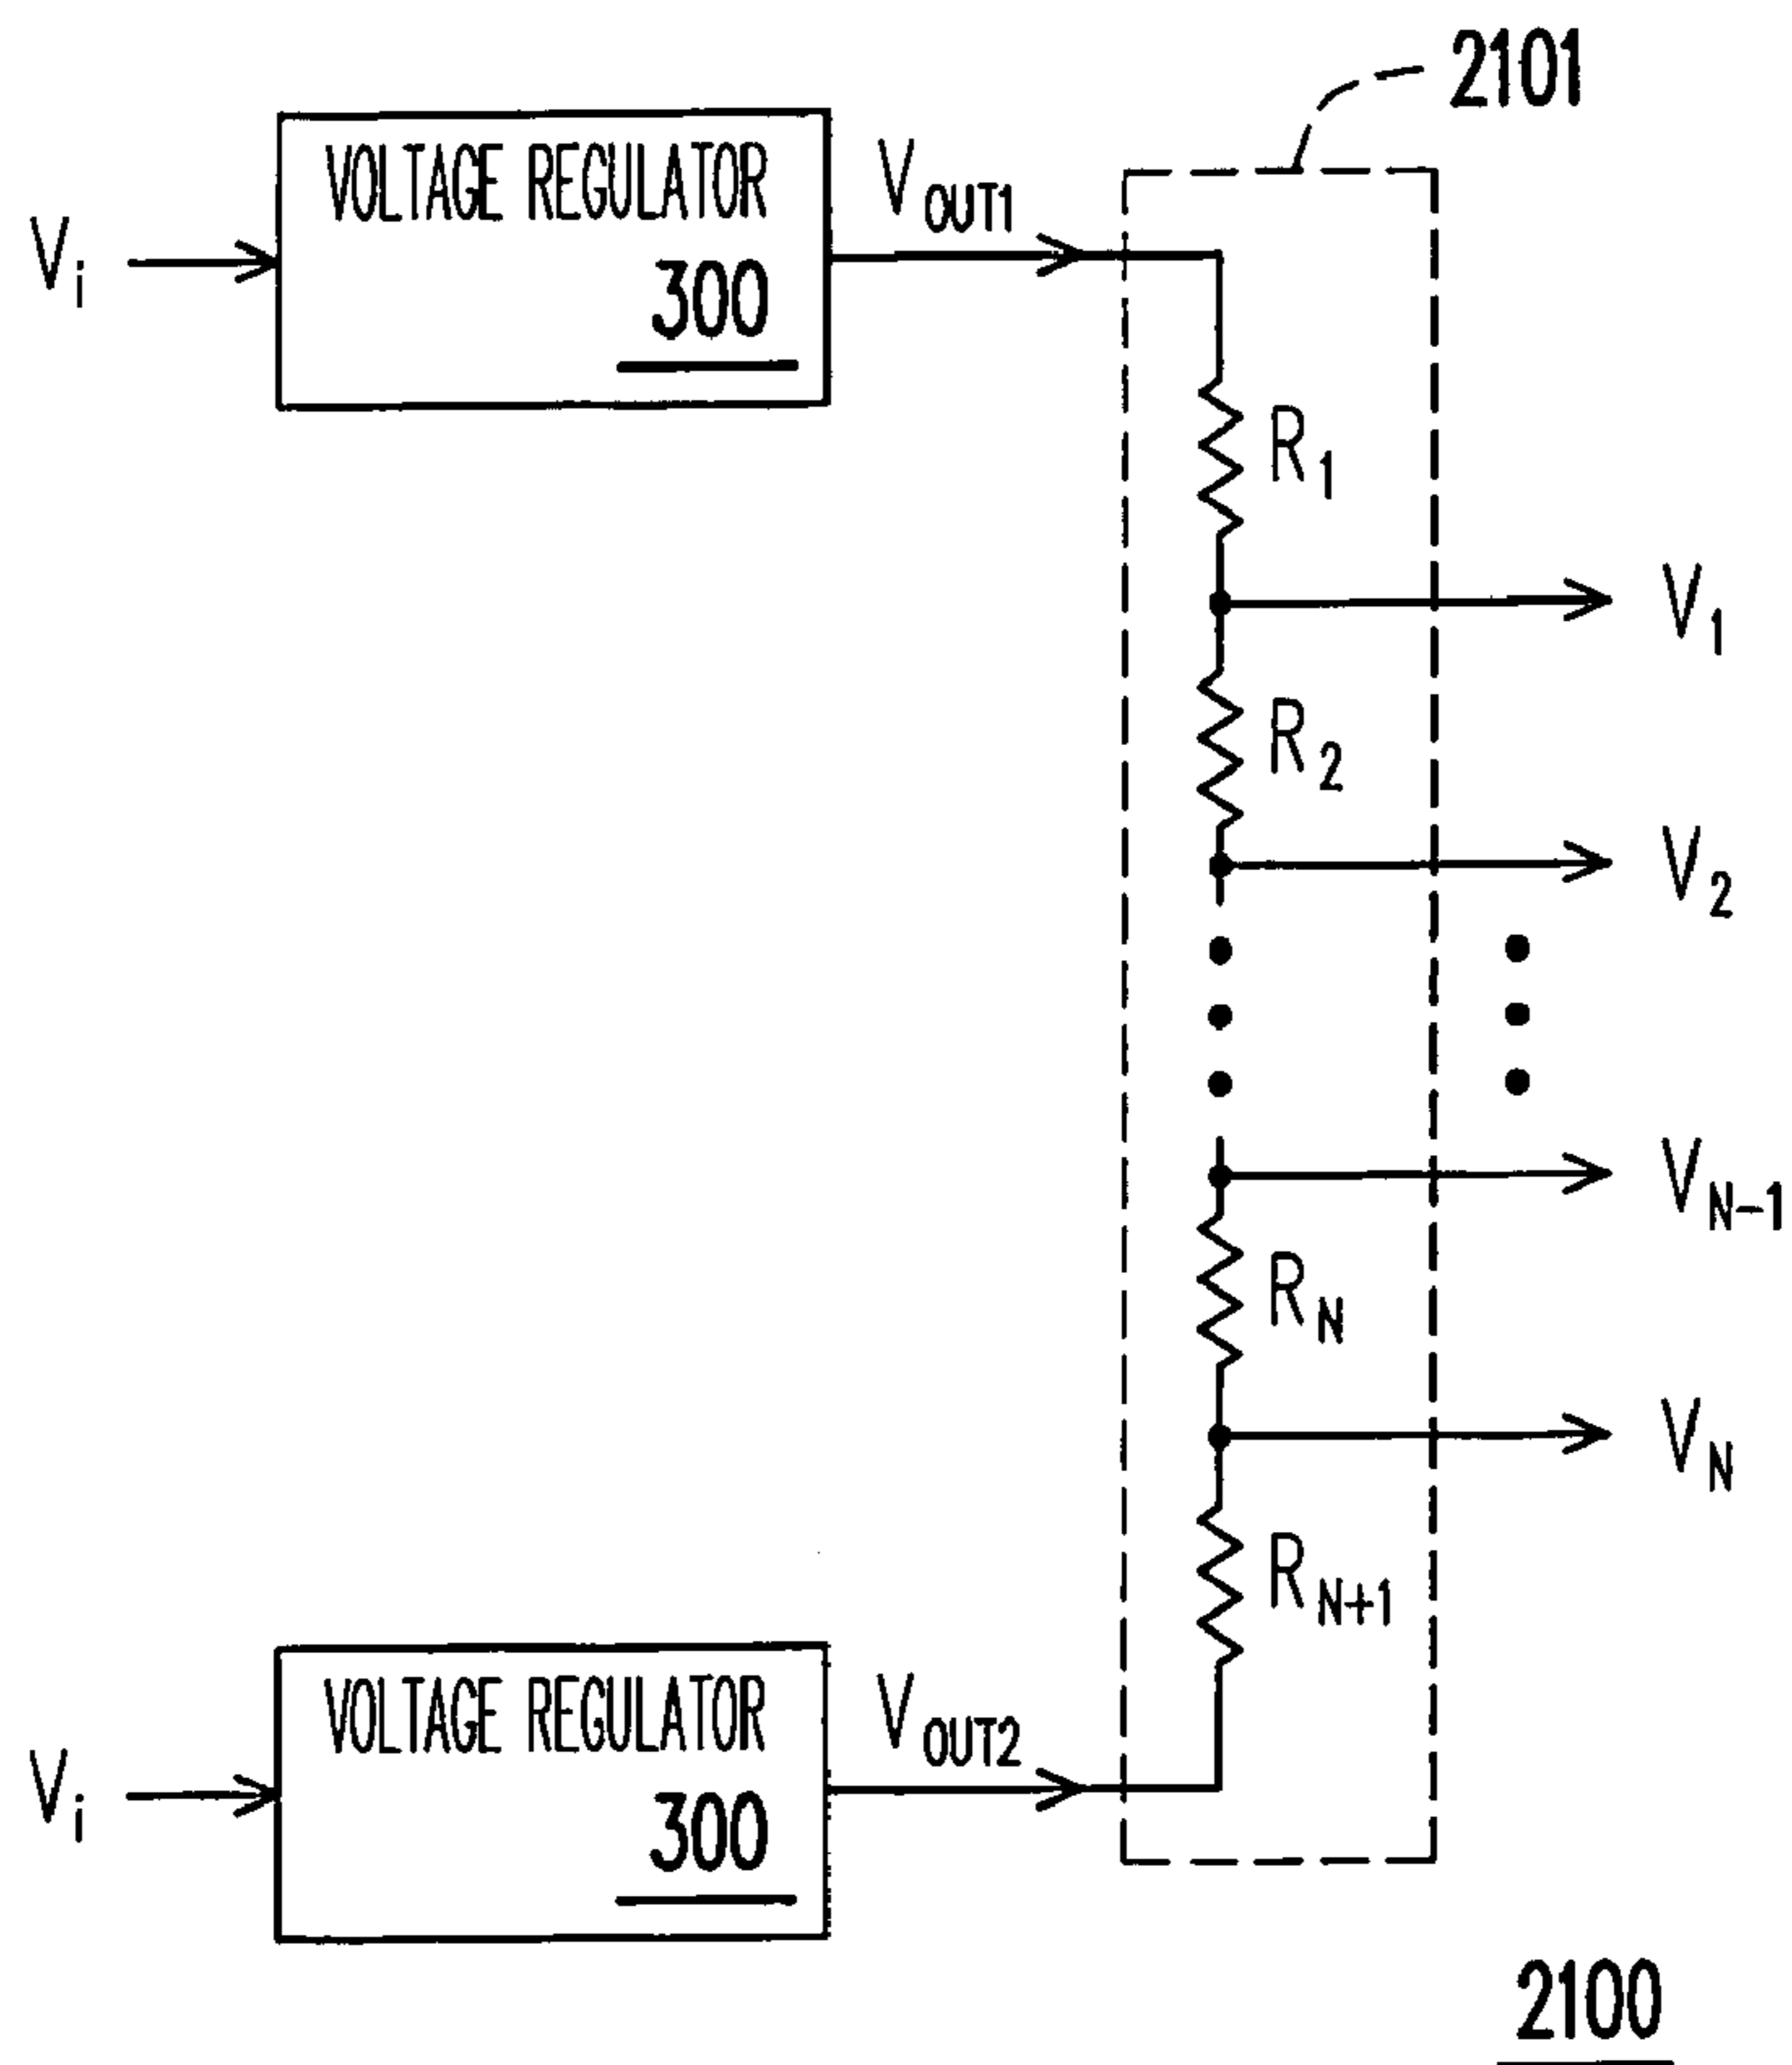 2101
VOLTAGE REGULATOR
300
V_i
V_OUT1
R_1
V_1
R_2
V_2
V_N-1
R_N
V_N
R_N+1
VOLTAGE REGULATOR
300
V_i
V_OUT2
2100